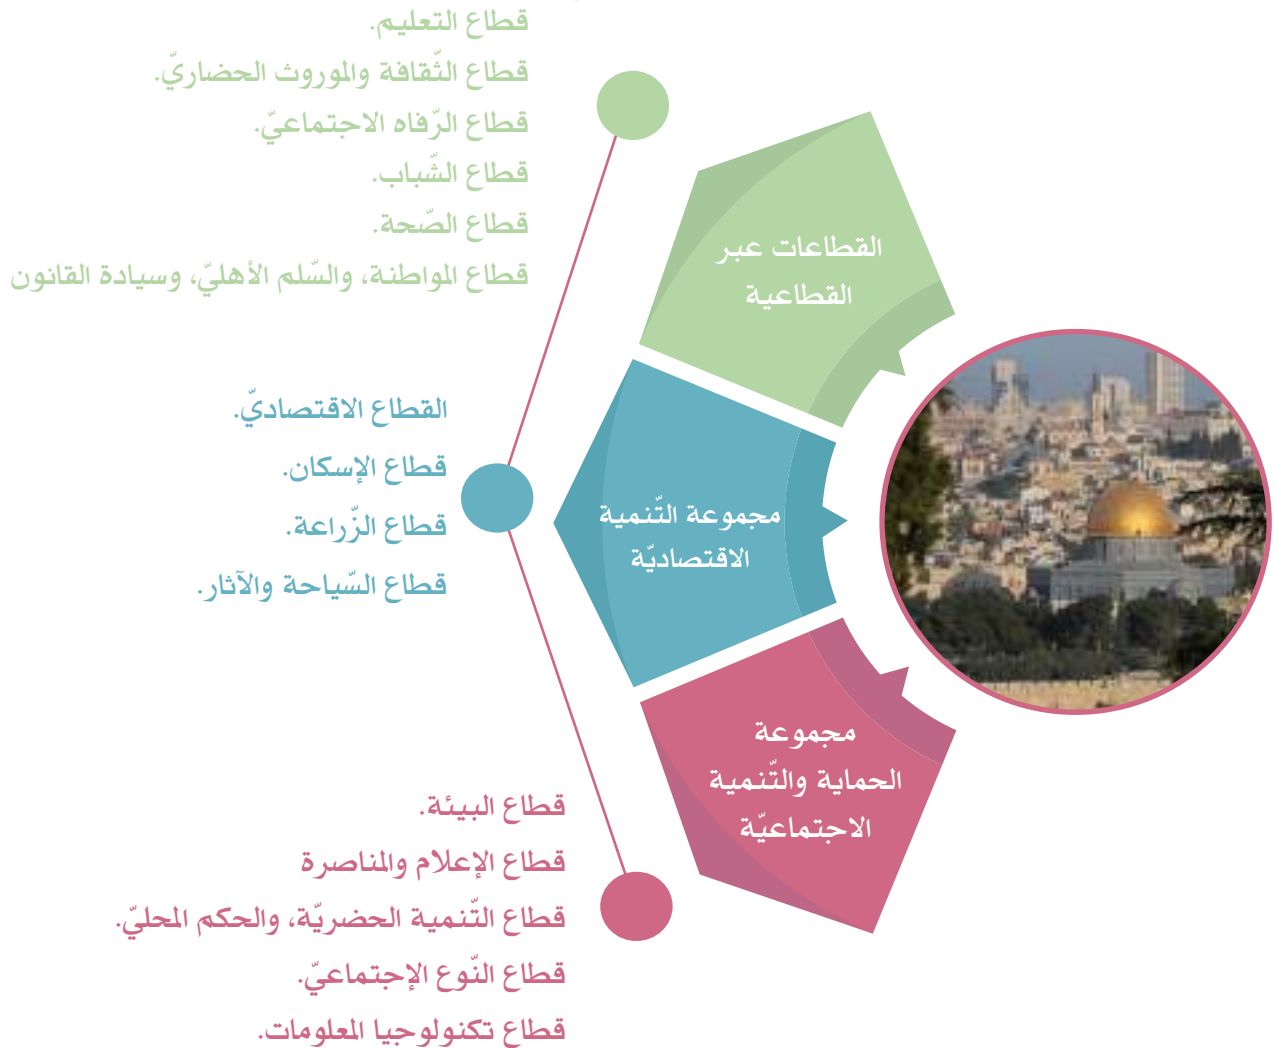 قطاع التعليم.
قطاع الثّقافة والموروث الحضاريّ.
قطاع الرّفاه الاجتماعيّ.
قطاع الشّباب.
قطاع الصّحة.
قطاع المواطنة، والسّلم الأهليّ، وسيادة القانون
القطاعات عبر
القطاعية
القطاع الاقتصاديّ.
قطاع الإسكان.
قطاع الزّراعة.
قطاع السّياحة والآثار.
مجموعة التّنمية
الاقتصاديّة
مجموعة
الحماية والتّنمية
الاجتماعيّة
قطاع البيئة.
قطاع الإعلام والمناصرة
قطاع التّنمية الحضريّة، والحكم المحليّ.
قطاع النّوع الإجتماعيّ.
قطاع تكنولوجيا المعلومات.